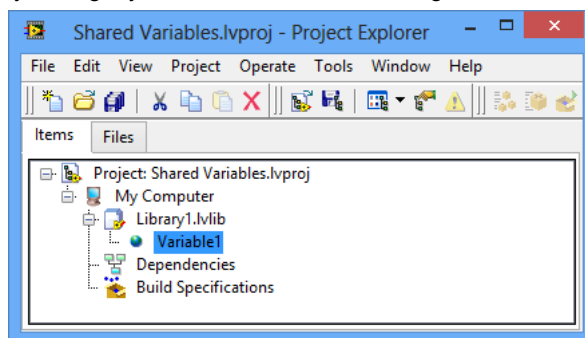 Shared Variables.lvproj - Project Explorer
File Edit View Project Operate Tools Window Help
Items Files
Project: Shared Variables.lvproj
My Computer
Library1.lvlib
Variable1
Dependencies
Build Specifications